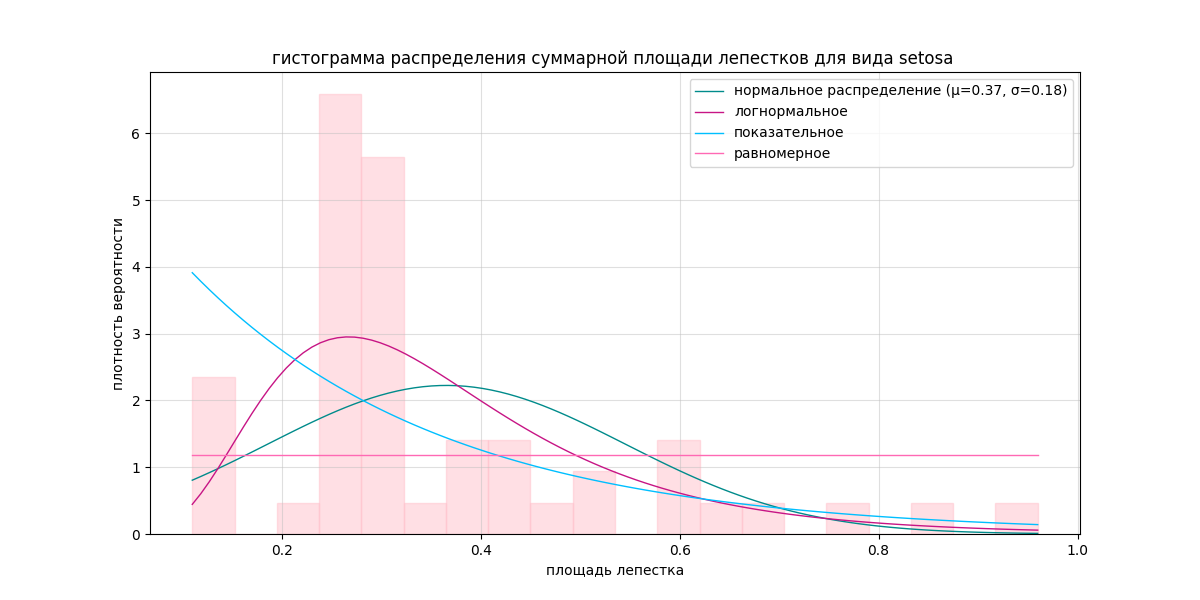 гистограмма распределения суммарной площади лепестков для вида setosa
нормальное распределение (μ=0.37, σ=0.18)
логнормальное
показательное
равномерное
плотность вероятности
6
5
4
3
2
1
0
0.2
0.4
0.6
0.8
1.0
площадь лепестка